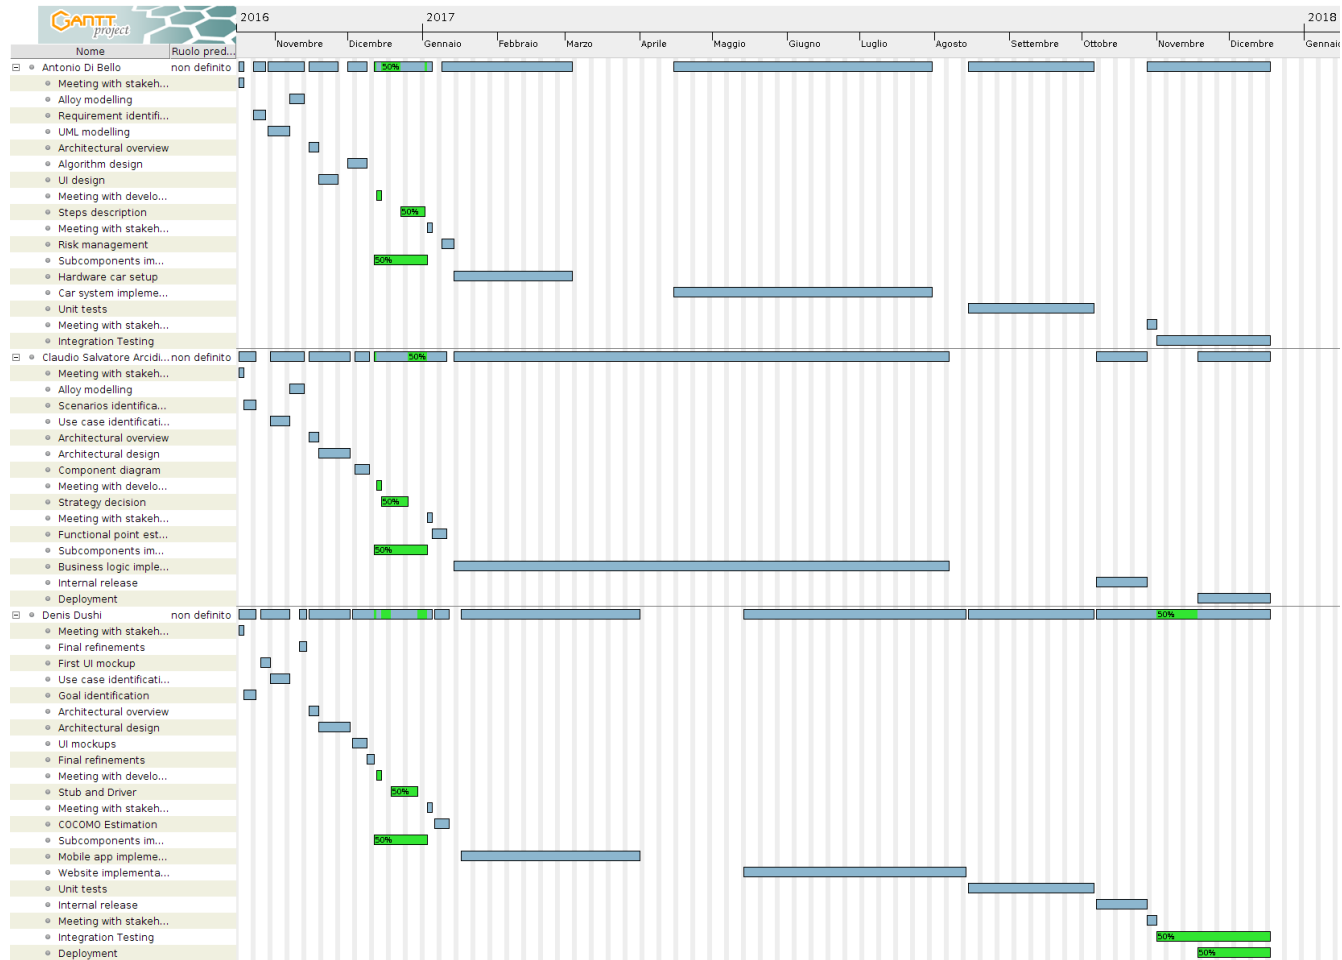 GANTT project
2016 2017 2018
Novembre Dicembre Gennaio Febbraio Marzo Aprile Maggio Giugno Luglio Agosto Settembre Ottobre Novembre Dicembre Gennaio
Nome Ruolo pred...
Antonio Di Bello non definito 50%
Meeting with stakeh...
Alloy modelling
Requirement identifi...
UML modelling
Architectural overview
Algorithm design
UI design
Meeting with develo...
Steps description 50%
Meeting with stakeh...
Risk management
Subcomponents im... 50%
Hardware car setup
Car system impleme...
Unit tests
Meeting with stakeh...
Integration Testing
Claudio Salvatore Arcidi... non definito 50%
Meeting with stakeh...
Alloy modelling
Scenarios identifica...
Use case identificati...
Architectural overview
Architectural design
Component diagram
Meeting with develo...
Strategy decision 50%
Meeting with stakeh...
Functional point est...
Subcomponents im... 50%
Business logic imple...
Internal release
Deployment
Denis Dushi non definito 50%
Meeting with stakeh...
Final refinements
First UI mockup
Use case identificati...
Goal identification
Architectural overview
Architectural design
UI mockups
Final refinements
Meeting with develo...
Stub and Driver 50%
Meeting with stakeh...
COCOMO Estimation
Subcomponents im... 50%
Mobile app impleme...
Website implementa...
Unit tests
Internal release
Meeting with stakeh...
Integration Testing 50%
Deployment 50%